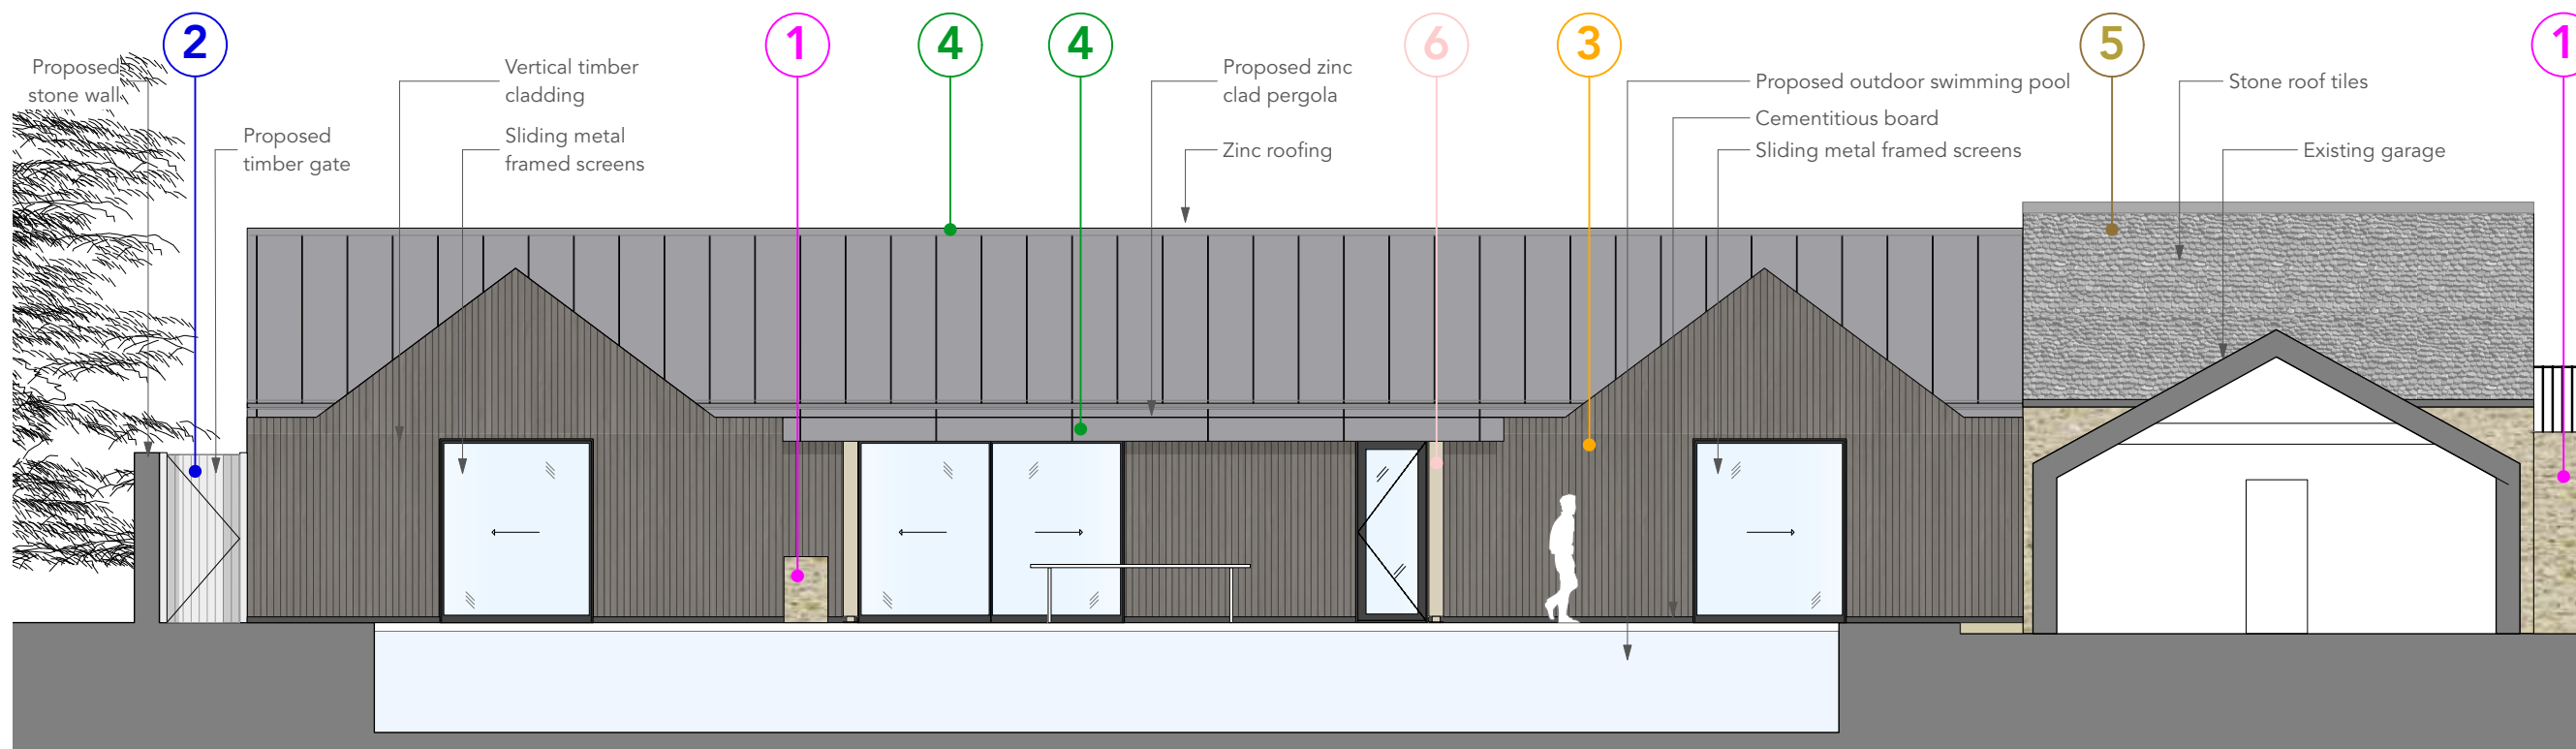 2
1
4
4
6
3
5
1
Proposed
stone wall
Proposed
timber gate
Vertical timber
cladding
Sliding metal
framed screens
Proposed zinc
clad pergola
Zinc roofing
Proposed outdoor swimming pool
Cementitious board
Sliding metal framed screens
Stone roof tiles
Existing garage